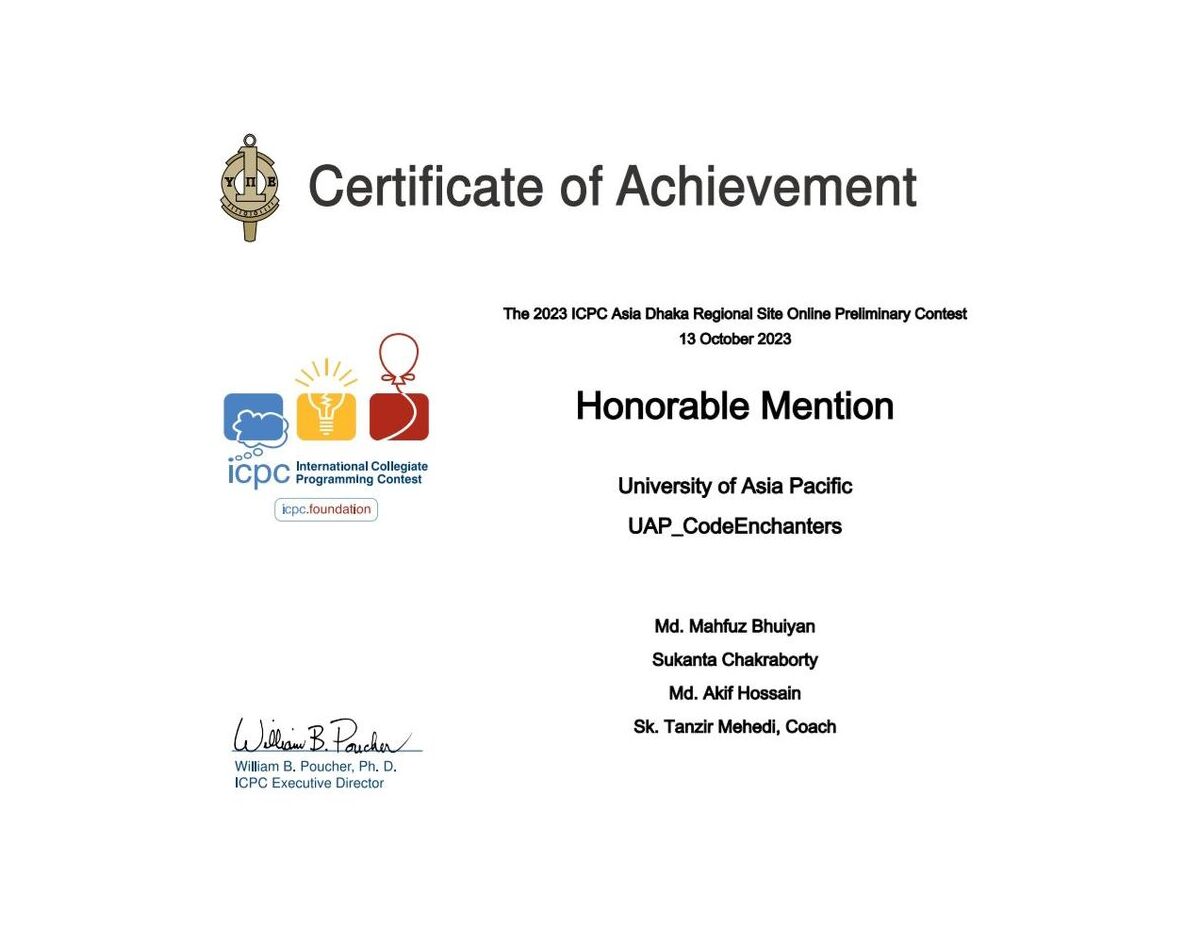 Υ Π Ε
Certificate of Achievement
The 2023 ICPC Asia Dhaka Regional Site Online Preliminary Contest
13 October 2023
Honorable Mention
University of Asia Pacific
UAP_CodeEnchanters
icpc International Collegiate
Programming Contest
icpc.foundation
Md. Mahfuz Bhuiyan
Sukanta Chakraborty
Md. Akif Hossain
Sk. Tanzir Mehedi, Coach
William B. Poucher
William B. Poucher, Ph. D.
ICPC Executive Director